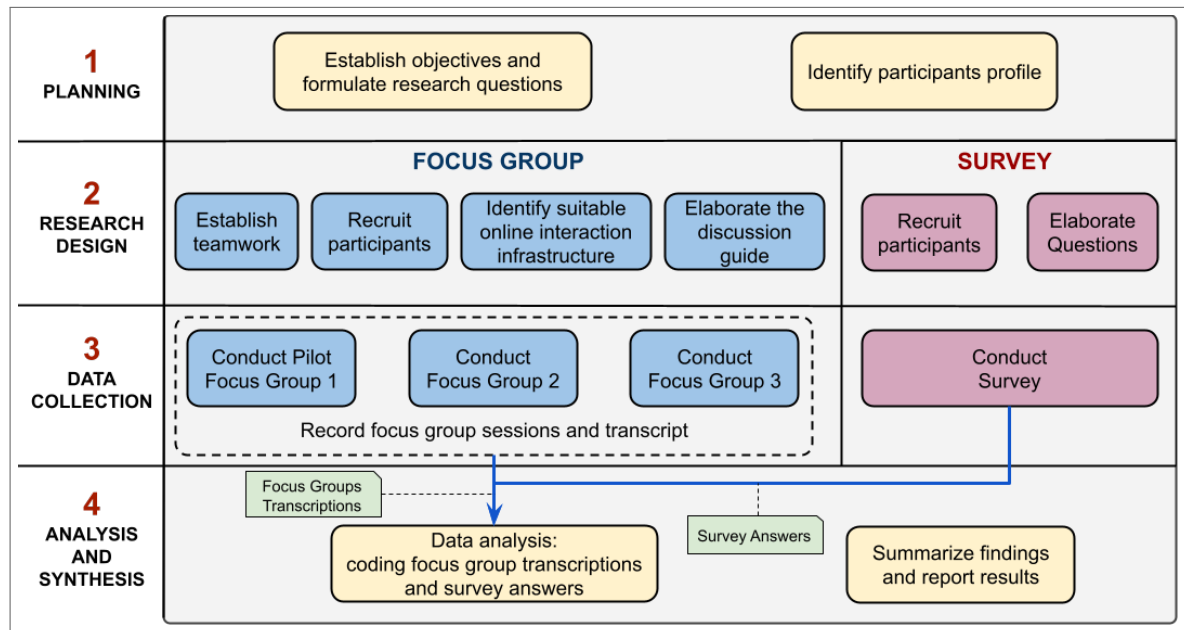 1
PLANNING
Establish objectives and
formulate research questions
Identify participants profile
2
RESEARCH
DESIGN
FOCUS GROUP
Establish
teamwork
Recruit
participants
Identify suitable
online interaction
infrastructure
Elaborate the
discussion
guide
SURVEY
Recruit
participants
Elaborate
Questions
3
DATA
COLLECTION
Conduct Pilot
Focus Group 1
Conduct
Focus Group 2
Conduct
Focus Group 3
Record focus group sessions and transcript
Conduct
Survey
4
ANALYSIS
AND
SYNTHESIS
Focus Groups
Transcriptions
Survey Answers
Data analysis:
coding focus group transcriptions
and survey answers
Summarize findings
and report results